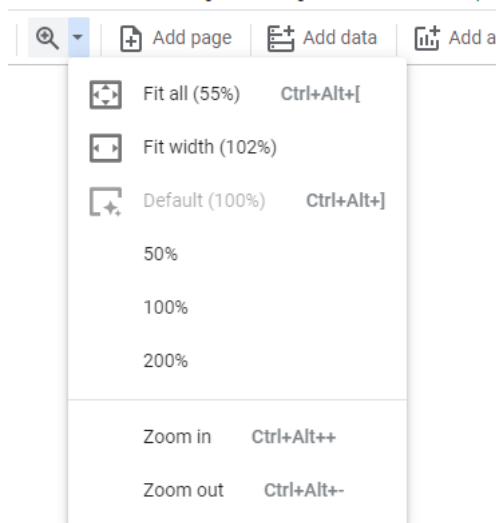 Add page Add data Add a
Fit all (55%) Ctrl+Alt+[
Fit width (102%)
Default (100%) Ctrl+Alt+]
50%
100%
200%
Zoom in Ctrl+Alt++
Zoom out Ctrl+Alt+-